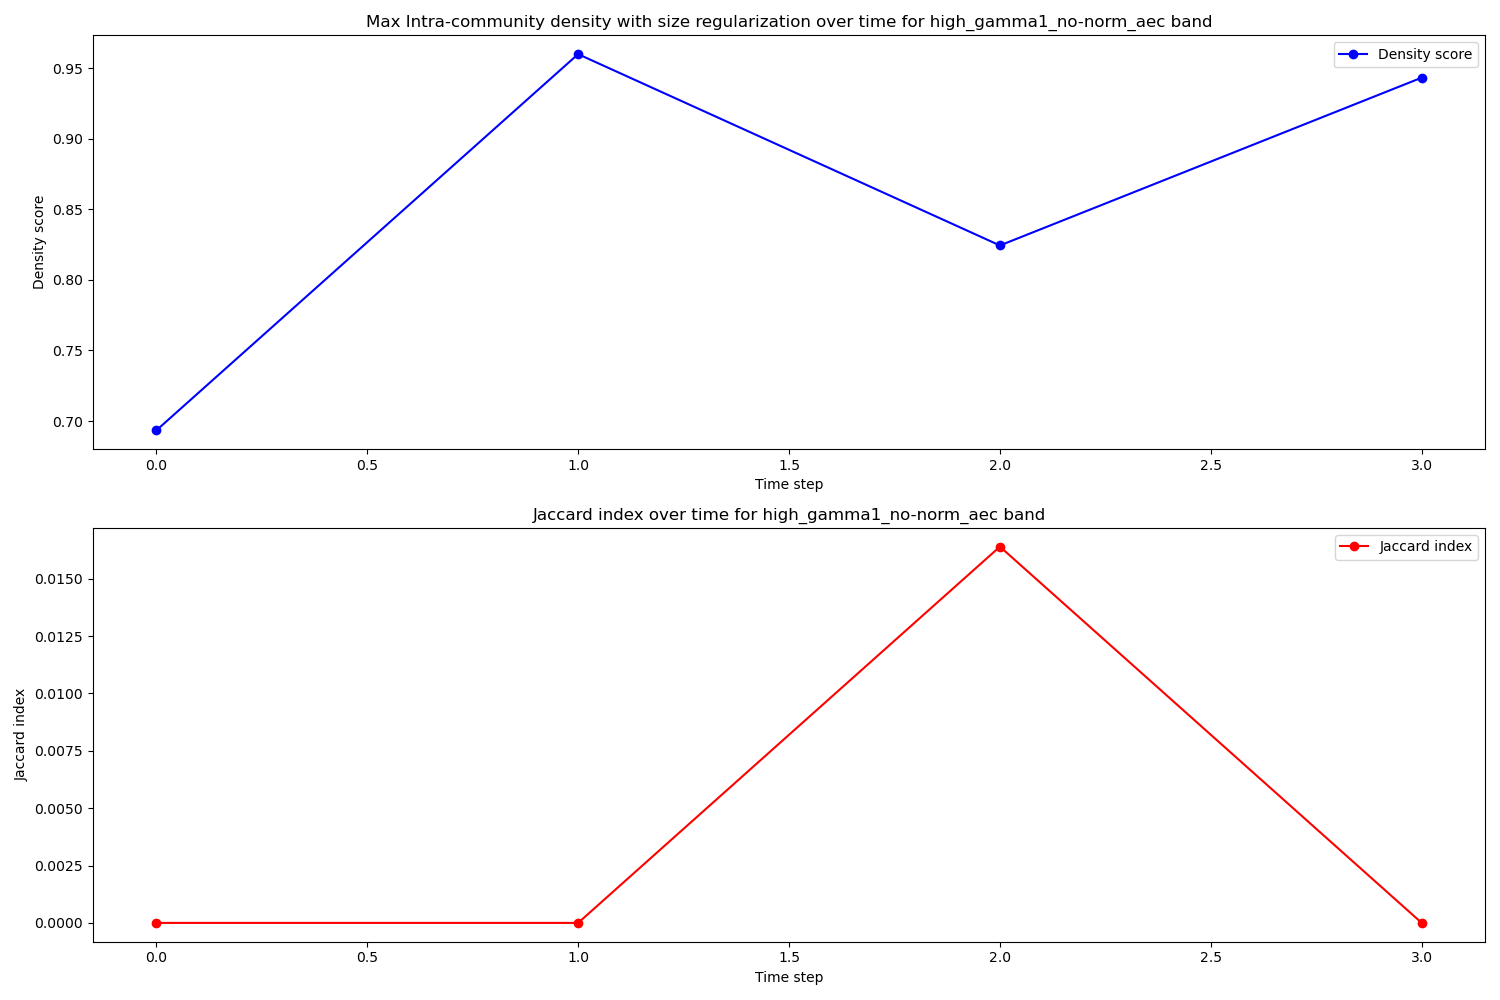 Max Intra-community density with size regularization over time for high_gamma1_no-norm_aec band
Density score
0.95
0.90
0.85
0.80
0.75
0.70
Density score
0.0 0.5 1.0 1.5 2.0 2.5 3.0
Time step
Jaccard index over time for high_gamma1_no-norm_aec band
Jaccard index
0.0150
0.0125
0.0100
0.0075
0.0050
0.0025
0.0000
Jaccard index
0.0 0.5 1.0 1.5 2.0 2.5 3.0
Time step